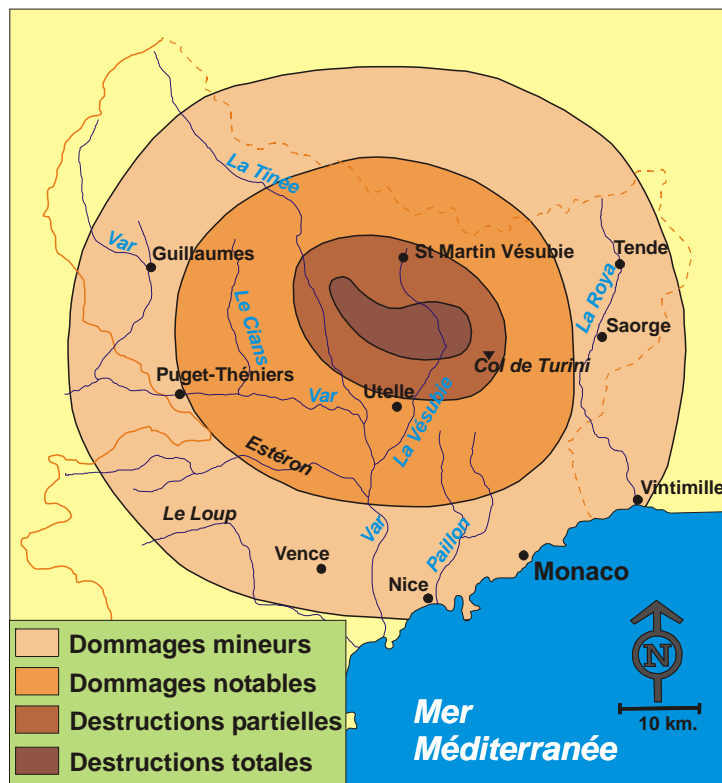 La Tinée
Var
Guillaumes
St Martin Vésubie
Tende
La Roya
Le Cians
Saorge
Col de Turini
Puget-Théniers
Var
Utelle
La Vésubie
Estéron
Vintimille
Le Loup
Var
Paillon
Vence
Monaco
Nice
Dommages mineurs
Dommages notables
Destructions partielles
Destructions totales
Mer
Méditerranée
N
10 km.